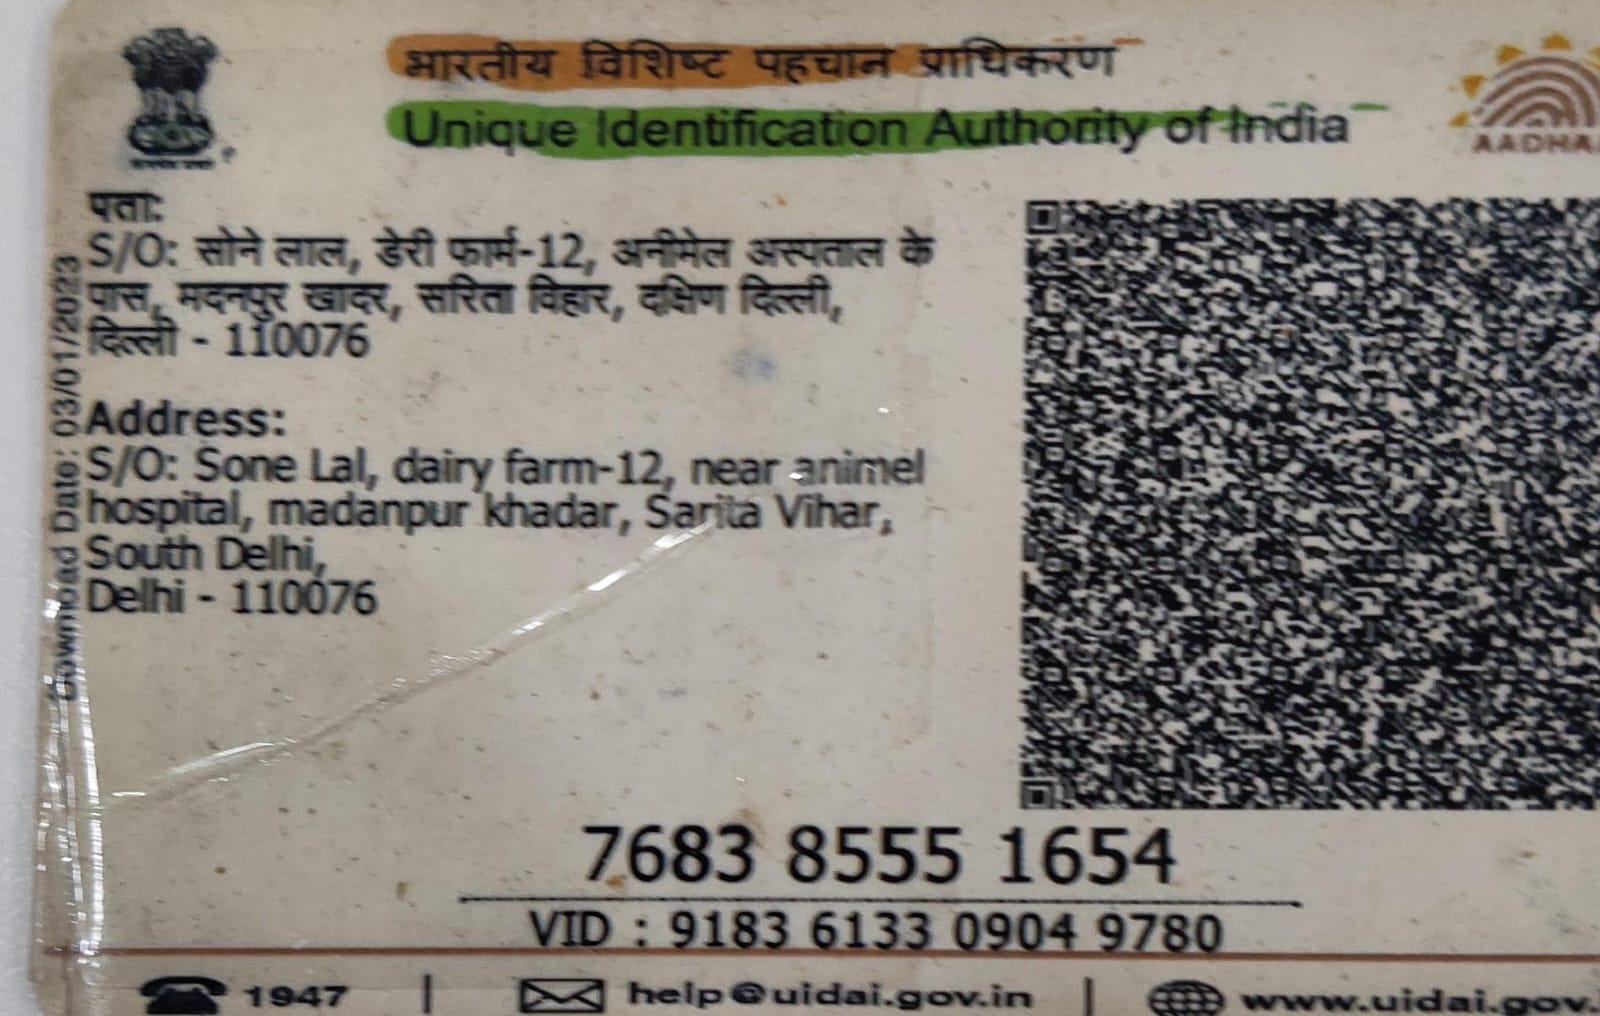 भारतीय विशिष्ट पहचान प्राधिकरण
Unique Identification Authority of India
पता:
S/O: सोने लाल, डेरी फार्म-12, अनीमेल अस्पताल के
पास, मदनपुर खादर, सरिता विहार, दक्षिण दिल्ली,
दिल्ली - 110076
Address:
S/O: Sone Lal, dairy farm-12, near animel
hospital, madanpur khadar, Sarita Vihar,
South Delhi,
Delhi - 110076
Download Date: 03/01/2023
7683 8555 1654
VID : 9183 6133 0904 9780
1947 | help@uidai.gov.in | www.uidai.gov.